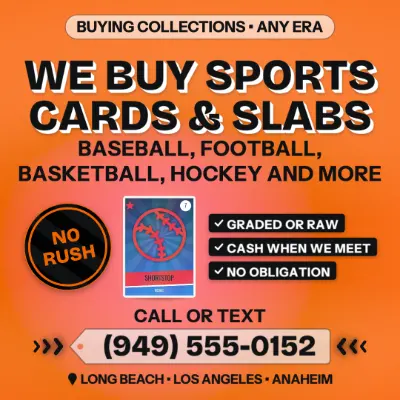 BUYING COLLECTIONS • ANY ERA
WE BUY SPORTS
CARDS & SLABS
BASEBALL, FOOTBALL,
BASKETBALL, HOCKEY AND MORE
NO
RUSH
7
SHORTSTOP
✓ GRADED OR RAW
✓ CASH WHEN WE MEET
✓ NO OBLIGATION
CALL OR TEXT
(949) 555-0152
LONG BEACH • LOS ANGELES • ANAHEIM